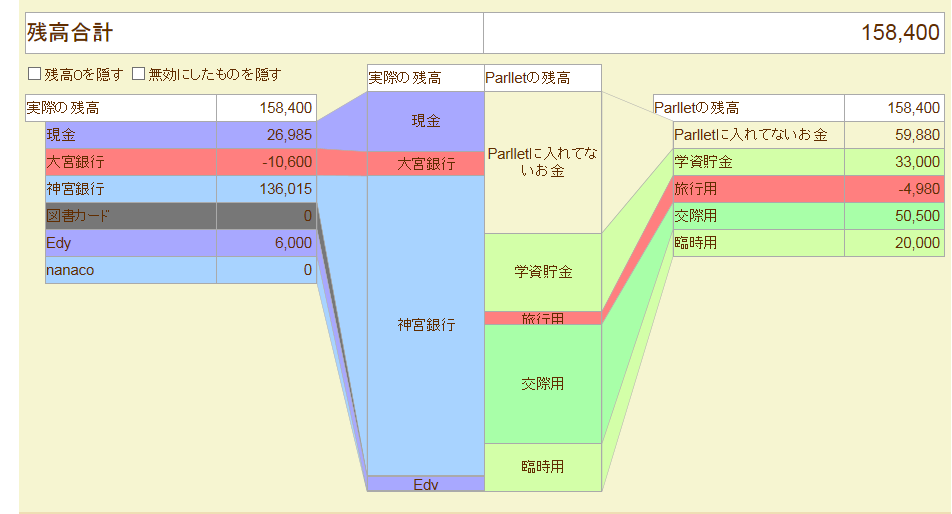 残高合計 158,400
残高0を隠す 無効にしたものを隠す
実際の残高 158,400
現金 26,985
大宮銀行 -10,600
神宮銀行 136,015
図書カード 0
Edy 6,000
nanaco 0
実際の残高 Parlletの残高
現金
大宮銀行
神宮銀行
Edy
Parlletに入れてな
いお金
学資貯金
旅行用
交際用
臨時用
Parlletの残高 158,400
Parlletに入れてないお金 59,880
学資貯金 33,000
旅行用 -4,980
交際用 50,500
臨時用 20,000